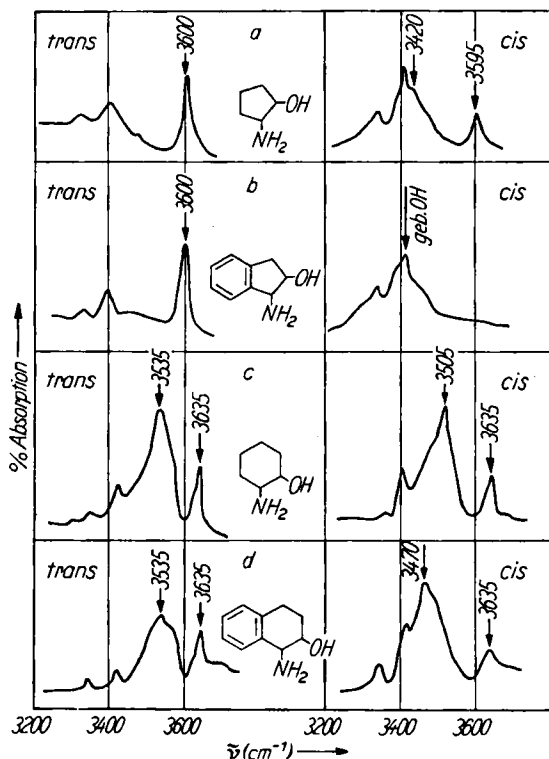 trans a cis
3600 3420 3595
OH
NH₂
trans b cis
3600 geb.OH
OH
NH₂
trans c cis
3535 3635 3505 3635
OH
NH₂
trans d cis
3535 3635 3470 3635
OH
NH₂
% Absorption
3200 3400 3600 3200 3400 3600
ṽ (cm⁻¹)